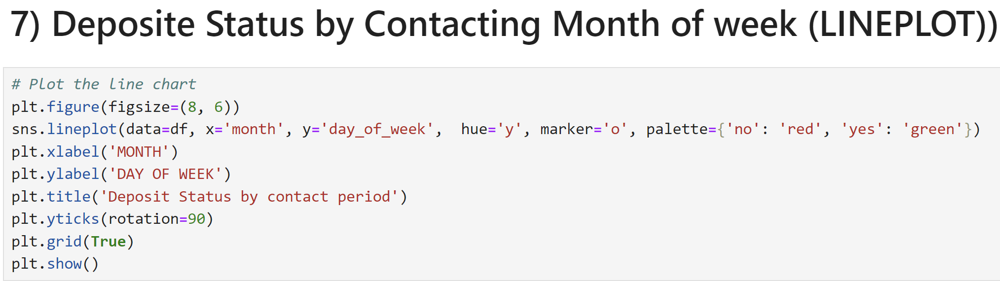 7) Deposite Status by Contacting Month of week (LINEPLOT))
# Plot the line chart
plt.figure(figsize=(8, 6))
sns.lineplot(data=df, x='month', y='day_of_week',  hue='y', marker='o', palette={'no': 'red', 'yes': 'green'})
plt.xlabel('MONTH')
plt.ylabel('DAY OF WEEK')
plt.title('Deposit Status by contact period')
plt.yticks(rotation=90)
plt.grid(True)
plt.show()